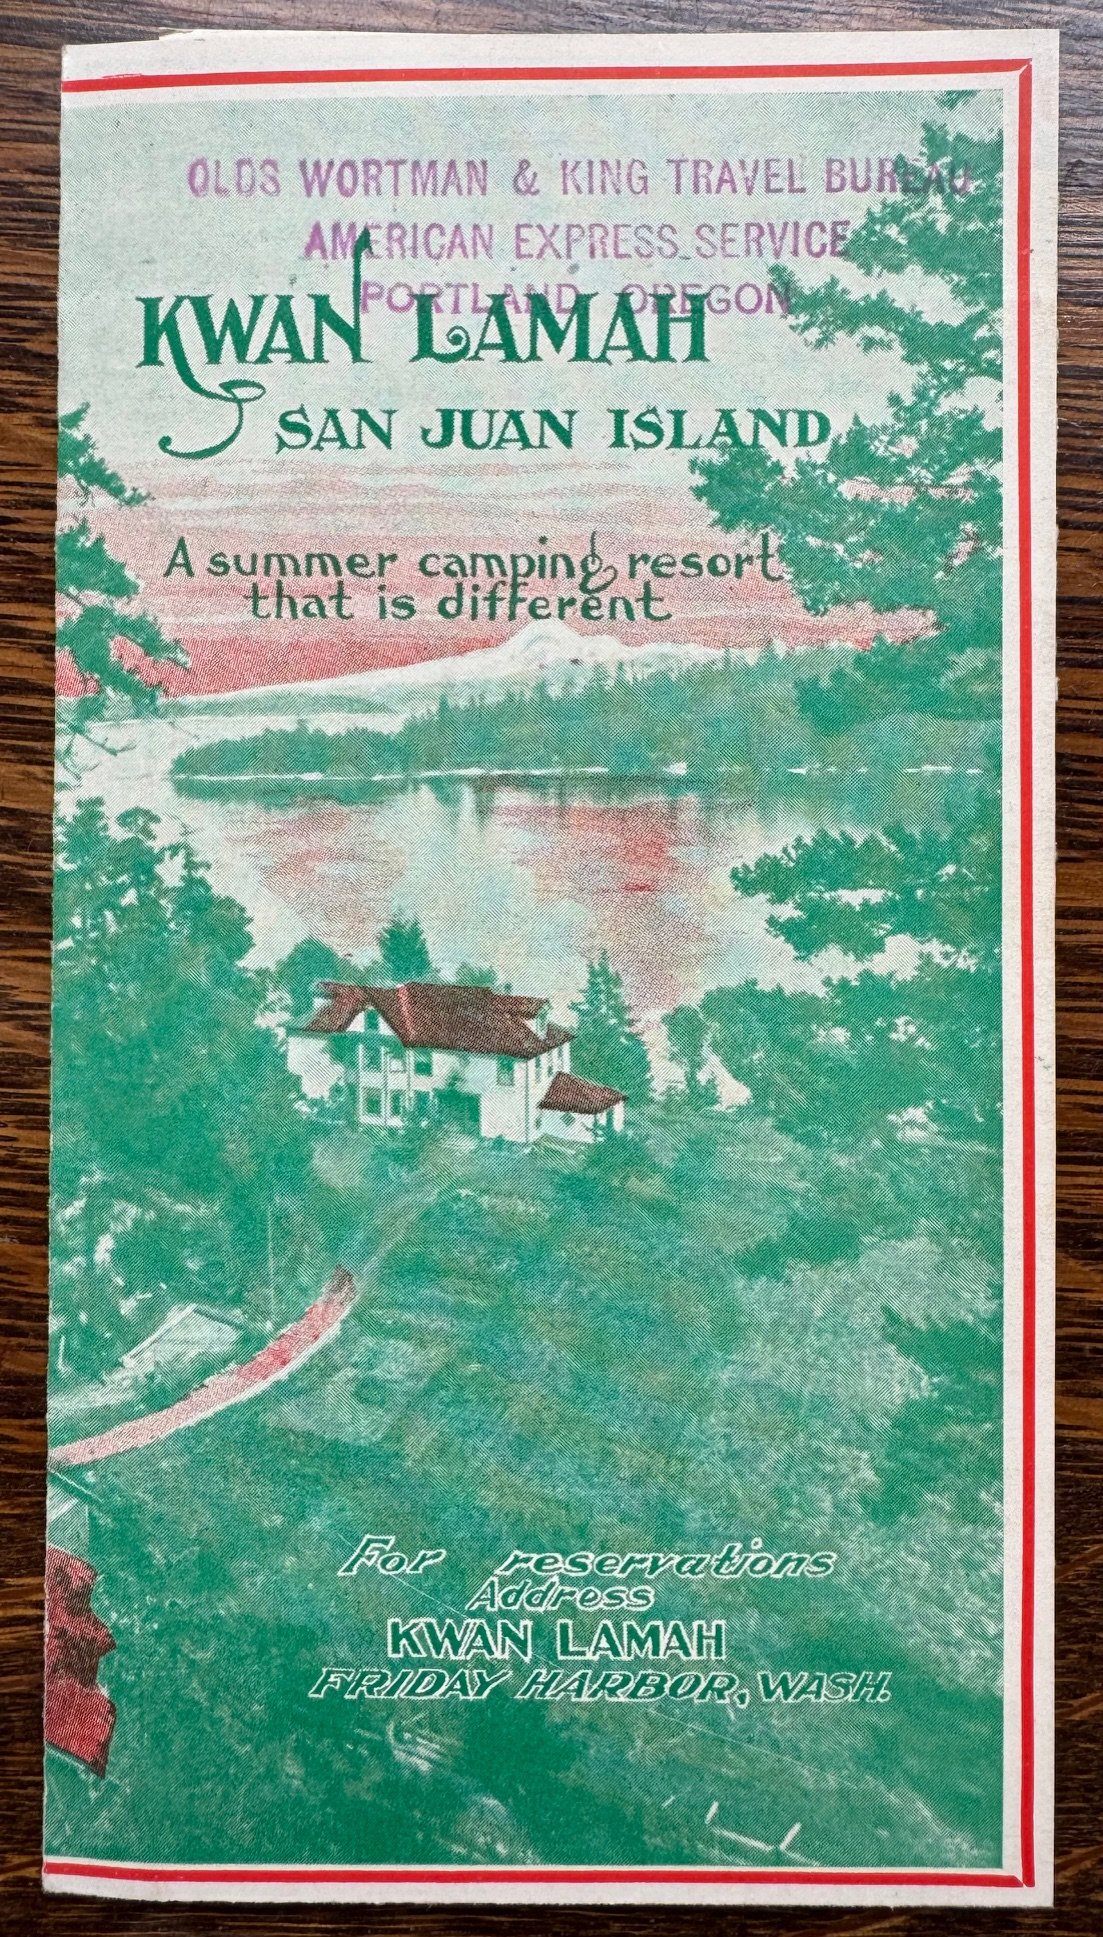 OLDS WORTMAN & KING TRAVEL BUREAU
AMERICAN EXPRESS SERVICE
PORTLAND, OREGON
KWAN LAMAH
SAN JUAN ISLAND
A summer camping resort
that is different
For reservations
Address
KWAN LAMAH
FRIDAY HARBOR, WASH.